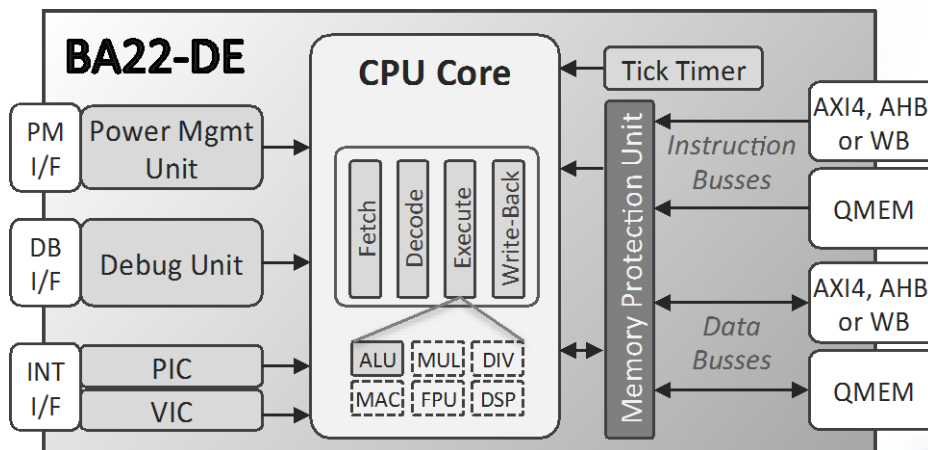 BA22-DE
CPU Core
Tick Timer
PM
I/F
Power Mgmt
Unit
DB
I/F
Debug Unit
INT
I/F
PIC
VIC
Fetch
Decode
Execute
Write-Back
ALU
MUL
DIV
MAC
FPU
DSP
Memory Protection Unit
Instruction
Busses
Data
Busses
AXI4, AHB
or WB
QMEM
AXI4, AHB
or WB
QMEM